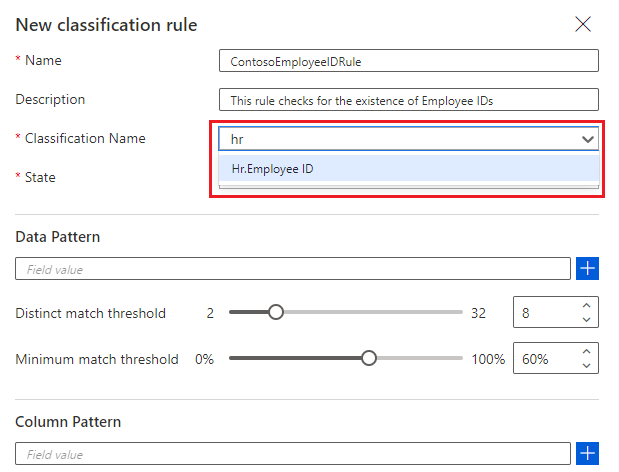 New classification rule
* Name ContosoEmployeeIDRule
Description This rule checks for the existence of Employee IDs
* Classification Name hr
Hr.Employee ID
* State
Data Pattern
Field value
Distinct match threshold 2 32 8
Minimum match threshold 0% 100% 60%
Column Pattern
Field value